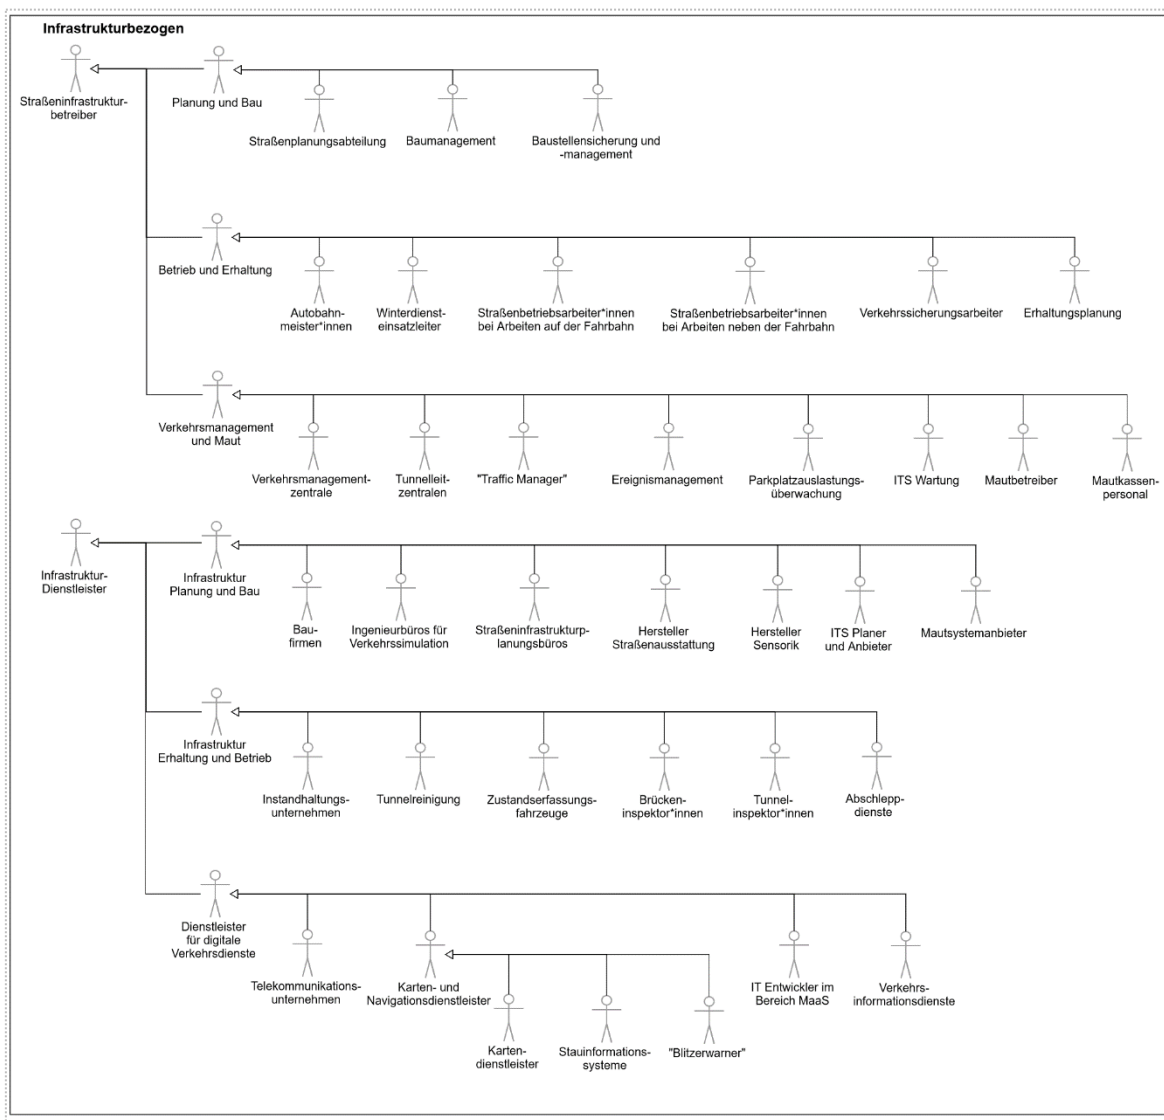 Infrastrukturbezogen
Straßeninfrastruktur-
betreiber
Planung und Bau
Straßenplanungsabteilung
Baumanagement
Baustellensicherung und
-management
Betrieb und Erhaltung
Autobahn-
meister*innen
Winterdienst-
einsatzleiter
Straßenbetriebsarbeiter*innen
bei Arbeiten auf der Fahrbahn
Straßenbetriebsarbeiter*innen
bei Arbeiten neben der Fahrbahn
Verkehrssicherungsarbeiter
Erhaltungsplanung
Verkehrsmanagement
und Maut
Verkehrsmanagement-
zentrale
Tunnelleit-
zentralen
"Traffic Manager"
Ereignismanagement
Parkplatzauslastungs-
überwachung
ITS Wartung
Mautbetreiber
Mautkassen-
personal
Infrastruktur-
Dienstleister
Infrastruktur
Planung und Bau
Bau-
firmen
Ingenieurbüros für
Verkehrssimulation
Straßeninfrastrukturp-
lanungsbüros
Hersteller
Straßenausstattung
Hersteller
Sensorik
ITS Planer
und Anbieter
Mautsystemanbieter
Infrastruktur
Erhaltung und Betrieb
Instandhaltungs-
unternehmen
Tunnelreinigung
Zustandserfassungs-
fahrzeuge
Brücken-
inspektor*innen
Tunnel-
inspektor*innen
Abschlepp-
dienste
Dienstleister
für digitale
Verkehrsdienste
Telekommunikations-
unternehmen
Karten- und
Navigationsdienstleister
IT Entwickler im
Bereich MaaS
Verkehrs-
informationsdienste
Karten-
dienstleister
Stauinformations-
systeme
"Blitzerwarner"